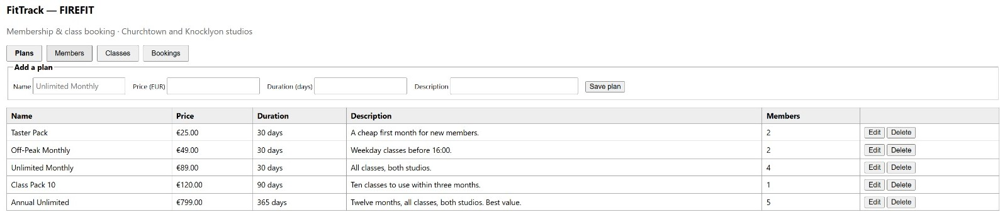 FitTrack — FIREFIT
Membership & class booking · Churchtown and Knocklyon studios
Plans Members Classes Bookings
Add a plan
Name Unlimited Monthly Price (EUR) Duration (days) Description Save plan
Name Price Duration Description Members
Taster Pack €25.00 30 days A cheap first month for new members. 2 Edit Delete
Off-Peak Monthly €49.00 30 days Weekday classes before 16:00. 2 Edit Delete
Unlimited Monthly €89.00 30 days All classes, both studios. 4 Edit Delete
Class Pack 10 €120.00 90 days Ten classes to use within three months. 1 Edit Delete
Annual Unlimited €799.00 365 days Twelve months, all classes, both studios. Best value. 5 Edit Delete